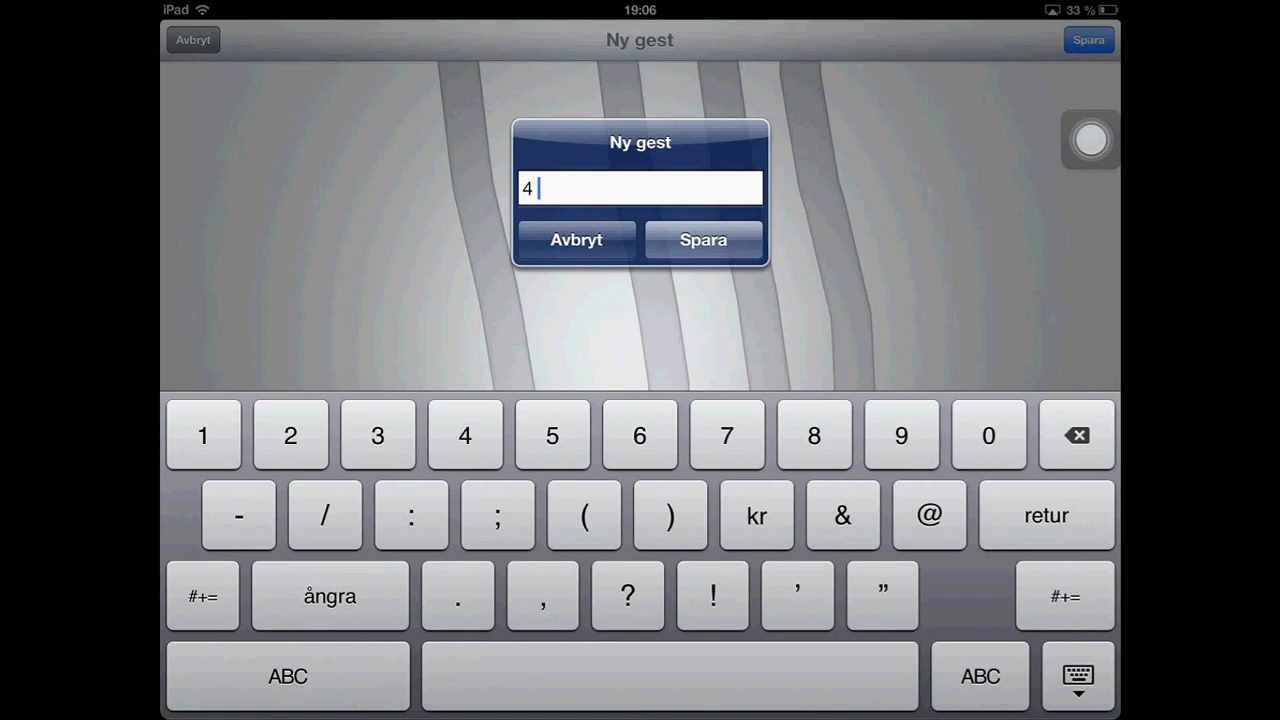 iPad 19:06 33 %
Avbryt Ny gest Spara
Ny gest
4
Avbryt Spara
1 2 3 4 5 6 7 8 9 0
- / : ; ( ) kr & @ retur
#+= ångra . , ? ! ’ ” #+=
ABC ABC